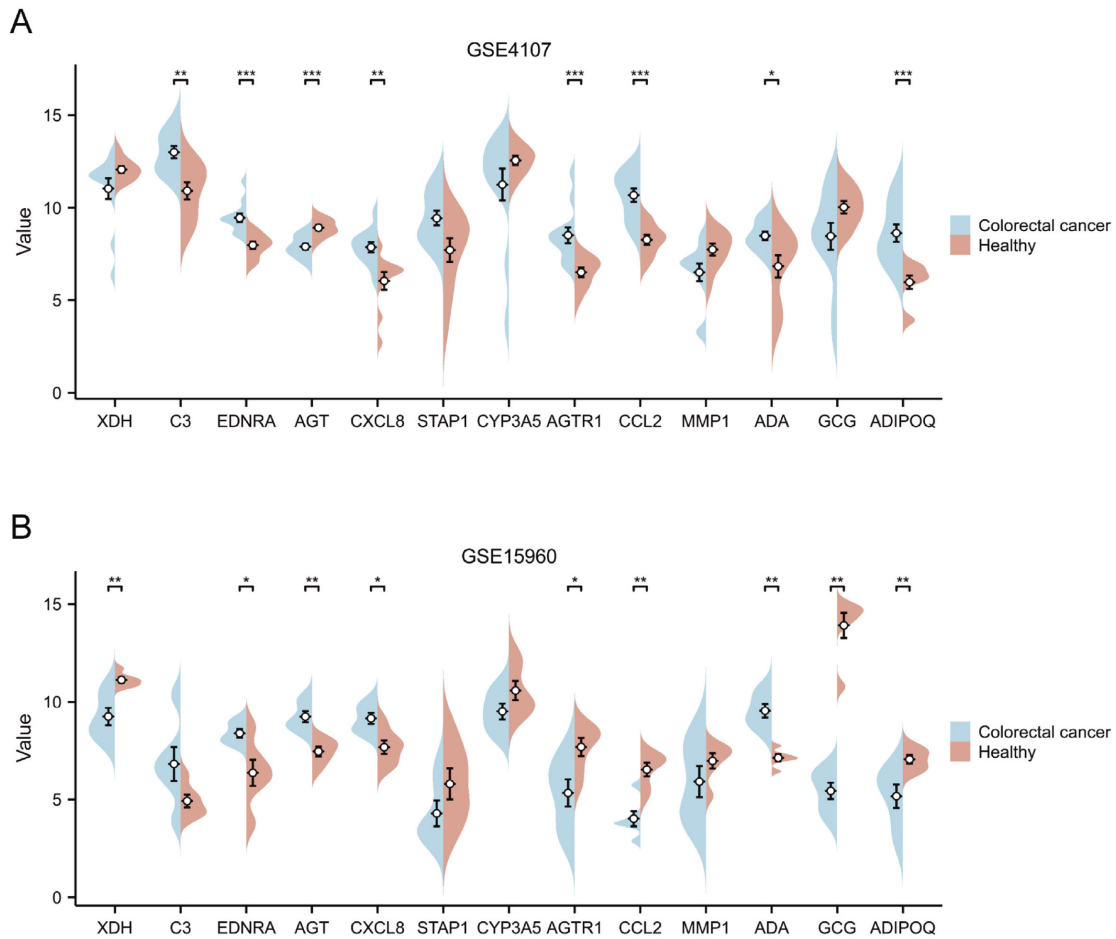 A
GSE4107
** *** *** ** *** *** * ***
15
10
5
0
Value
XDH C3 EDNRA AGT CXCL8 STAP1 CYP3A5 AGTR1 CCL2 MMP1 ADA GCG ADIPOQ
Colorectal cancer
Healthy
B
GSE15960
** * ** * * ** ** ** **
15
10
5
0
Value
XDH C3 EDNRA AGT CXCL8 STAP1 CYP3A5 AGTR1 CCL2 MMP1 ADA GCG ADIPOQ
Colorectal cancer
Healthy